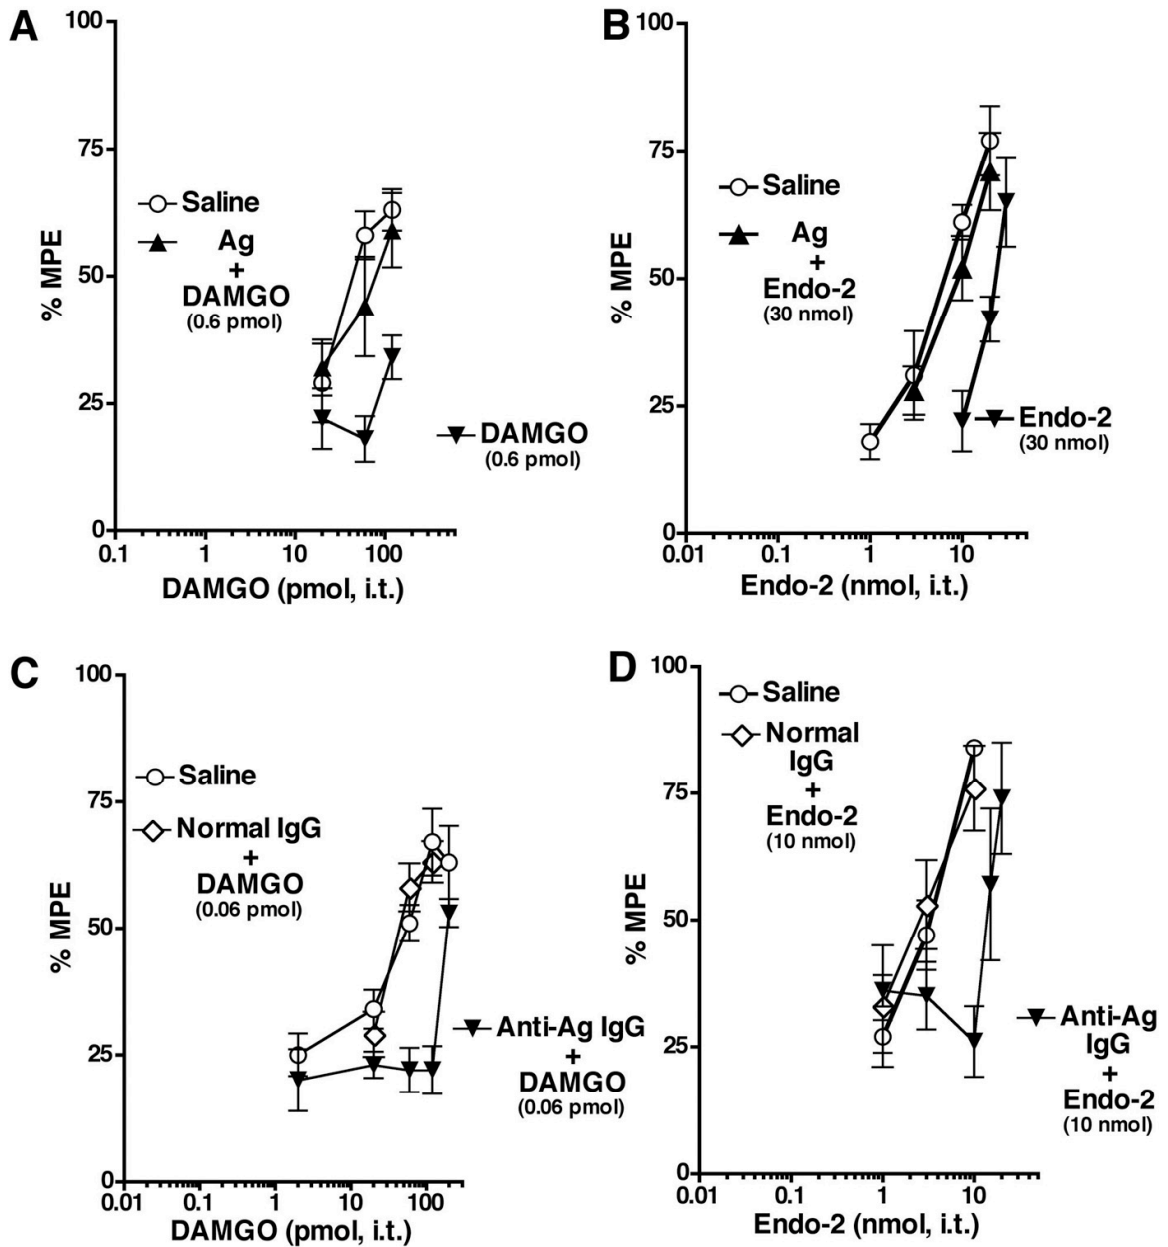 A
100
75
50
25
0
% MPE
Saline
Ag
+
DAMGO
(0.6 pmol)
DAMGO
(0.6 pmol)
0.1 1 10 100
DAMGO (pmol, i.t.)
B
100
75
50
25
0
% MPE
Saline
Ag
+
Endo-2
(30 nmol)
Endo-2
(30 nmol)
0.01 0.1 1 10
Endo-2 (nmol, i.t.)
C
100
75
50
25
0
% MPE
Saline
Normal IgG
+
DAMGO
(0.06 pmol)
Anti-Ag IgG
+
DAMGO
(0.06 pmol)
0.01 0.1 1 10 100
DAMGO (pmol, i.t.)
D
100
75
50
25
0
% MPE
Saline
Normal
IgG
+
Endo-2
(10 nmol)
Anti-Ag
IgG
+
Endo-2
(10 nmol)
0.01 0.1 1 10
Endo-2 (nmol, i.t.)